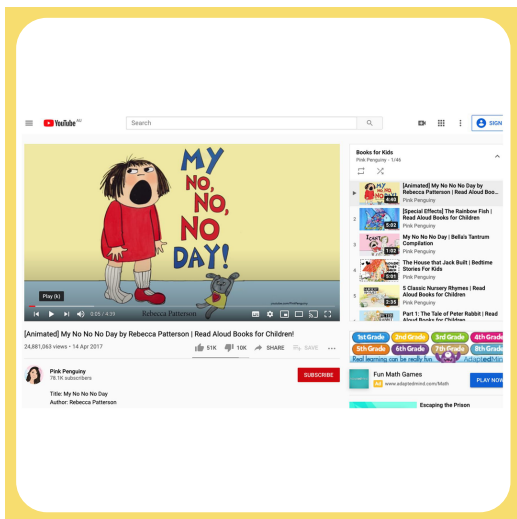 YouTube AU
Search
SIGN
MY
NO,
NO,
NO
DAY!
Play (k)
0:05 / 4:39
Rebecca Patterson
[Animated] My No No No Day by Rebecca Patterson | Read Aloud Books for Children!
24,881,063 views • 14 Apr 2017
51K
10K
SHARE
SAVE
Pink Penguiny
78.1K subscribers
SUBSCRIBE
Title: My No No No Day
Author: Rebecca Patterson
Books for Kids
Pink Penguiny - 1/46
4:40
[Animated] My No No No Day by
Rebecca Patterson | Read Aloud Boo...
Pink Penguiny
2
5:02
[Special Effects] The Rainbow Fish |
Read Aloud Books for Children
Pink Penguiny
3
1:02
My No No No Day | Bella's Tantrum
Compilation
Pink Penguiny
4
5:01
The House that Jack Built | Bedtime
Stories For Kids
Pink Penguiny
5
2:35
5 Classic Nursery Rhymes | Read
Aloud Books for Children
Pink Penguiny
Part 1: The Tale of Peter Rabbit | Read
Aloud Books for Children
1st Grade
2nd Grade
3rd Grade
4th Grade
5th Grade
6th Grade
7th Grade
8th Grade
Real learning can be really fun
AdaptedMin
Fun Math Games
Ad
www.adaptedmind.com/Math
PLAY NOW
Escaping the Prison